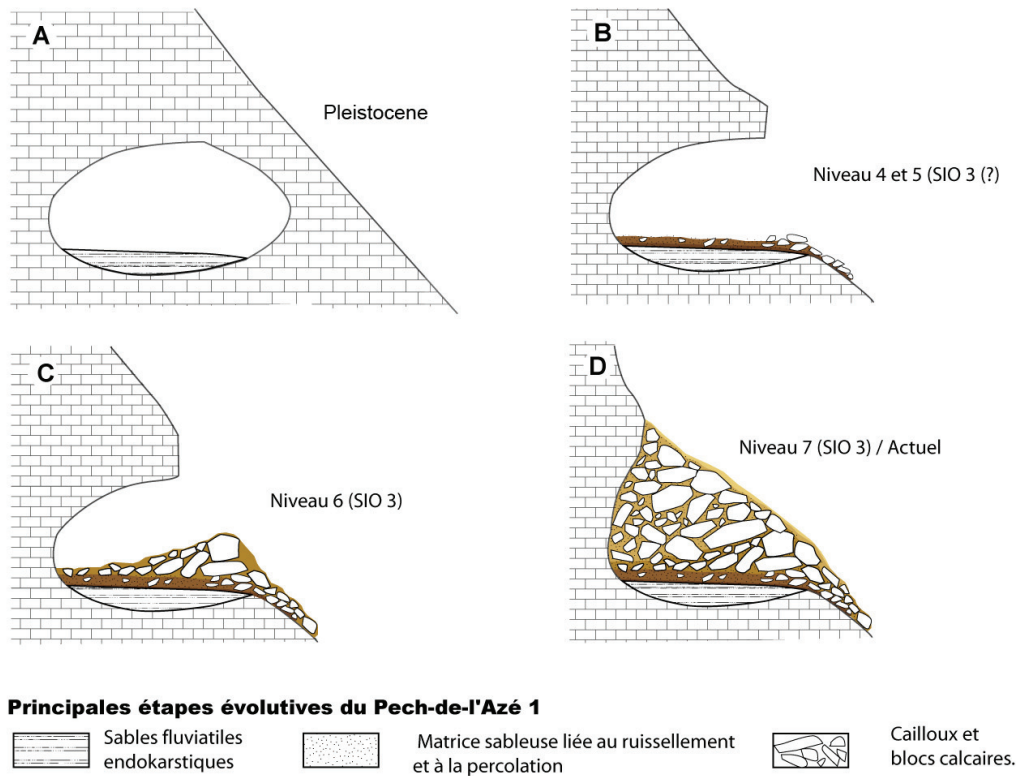 A
Pleistocene
B
Niveau 4 et 5 (SIO 3 (?)
C
Niveau 6 (SIO 3)
D
Niveau 7 (SIO 3) / Actuel
Principales étapes évolutives du Pech-de-l'Azé 1
Sables fluviatiles
endokarstiques
Matrice sableuse liée au ruissellement
et à la percolation
Cailloux et
blocs calcaires.